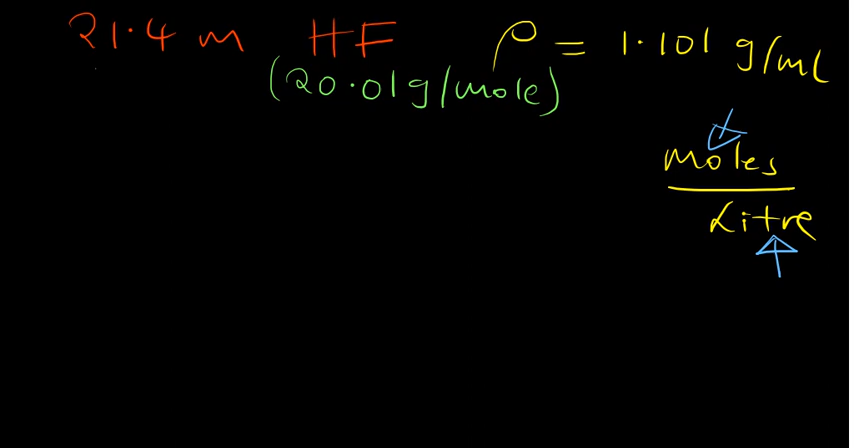 21.4 m HF ρ = 1.101 g/ml
(20.01g/mole)
moles
Litre